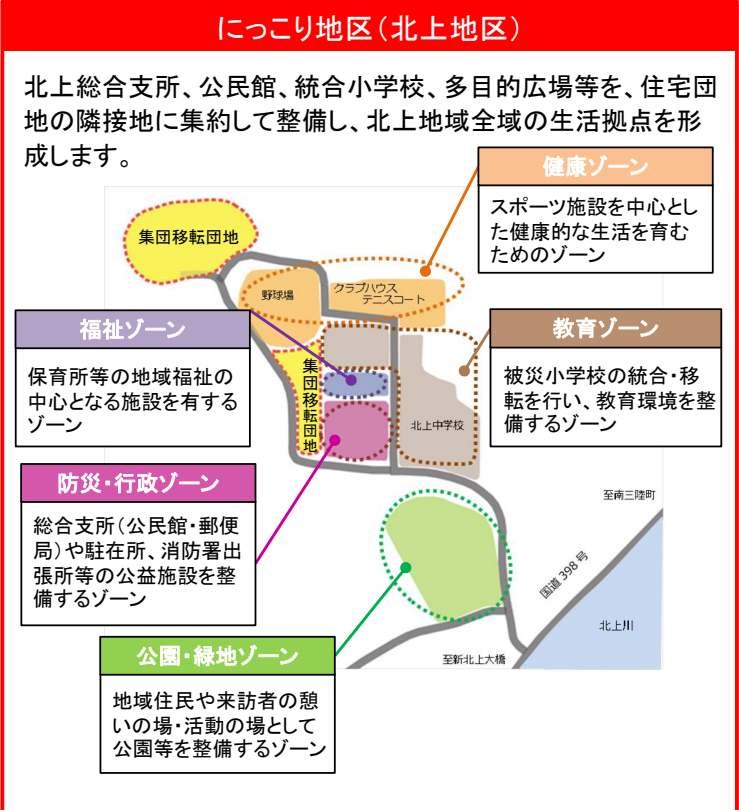 にっこり地区（北上地区）
北上総合支所、公民館、統合小学校、多目的広場等を、住宅団
地の隣接地に集約して整備し、北上地域全域の生活拠点を形
成します。
健康ゾーン
スポーツ施設を中心とし
た健康的な生活を育む
ためのゾーン
集団移転団地
野球場
クラブハウス
テニスコート
福祉ゾーン
保育所等の地域福祉の
中心となる施設を有する
ゾーン
集団移転団地
教育ゾーン
被災小学校の統合・移
転を行い、教育環境を整
備するゾーン
北上中学校
防災・行政ゾーン
総合支所（公民館・郵便
局）や駐在所、消防署出
張所等の公益施設を整
備するゾーン
至南三陸町
国道 398 号
北上川
至新北上大橋
公園・緑地ゾーン
地域住民や来訪者の憩
いの場・活動の場として
公園等を整備するゾーン